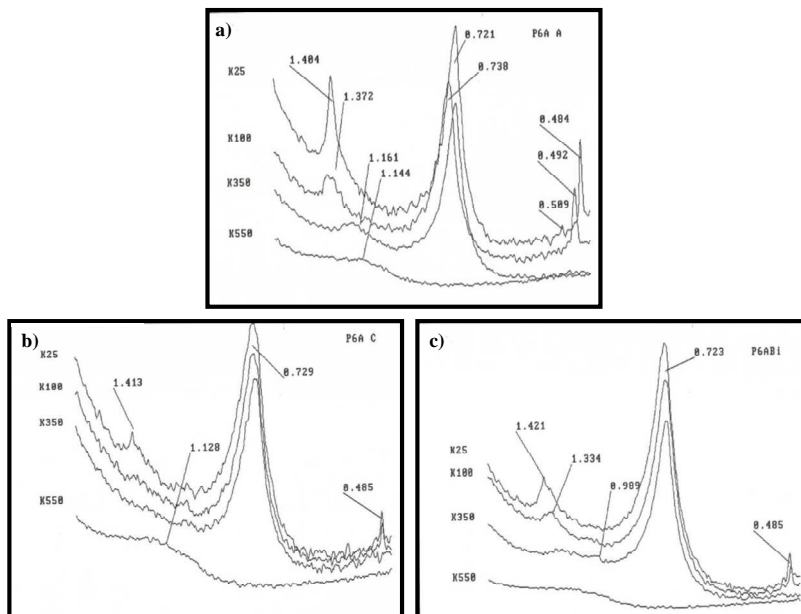 a)
P6A A
0.721
0.738
1.404
1.372
K25
K100
1.161
1.144
K350
K550
0.484
0.492
0.509
b)
P6A C
K25
K100
K350
K550
1.413
1.128
0.729
0.485
c)
P6ABi
0.723
1.421
1.334
0.989
K25
K100
K350
K550
0.485